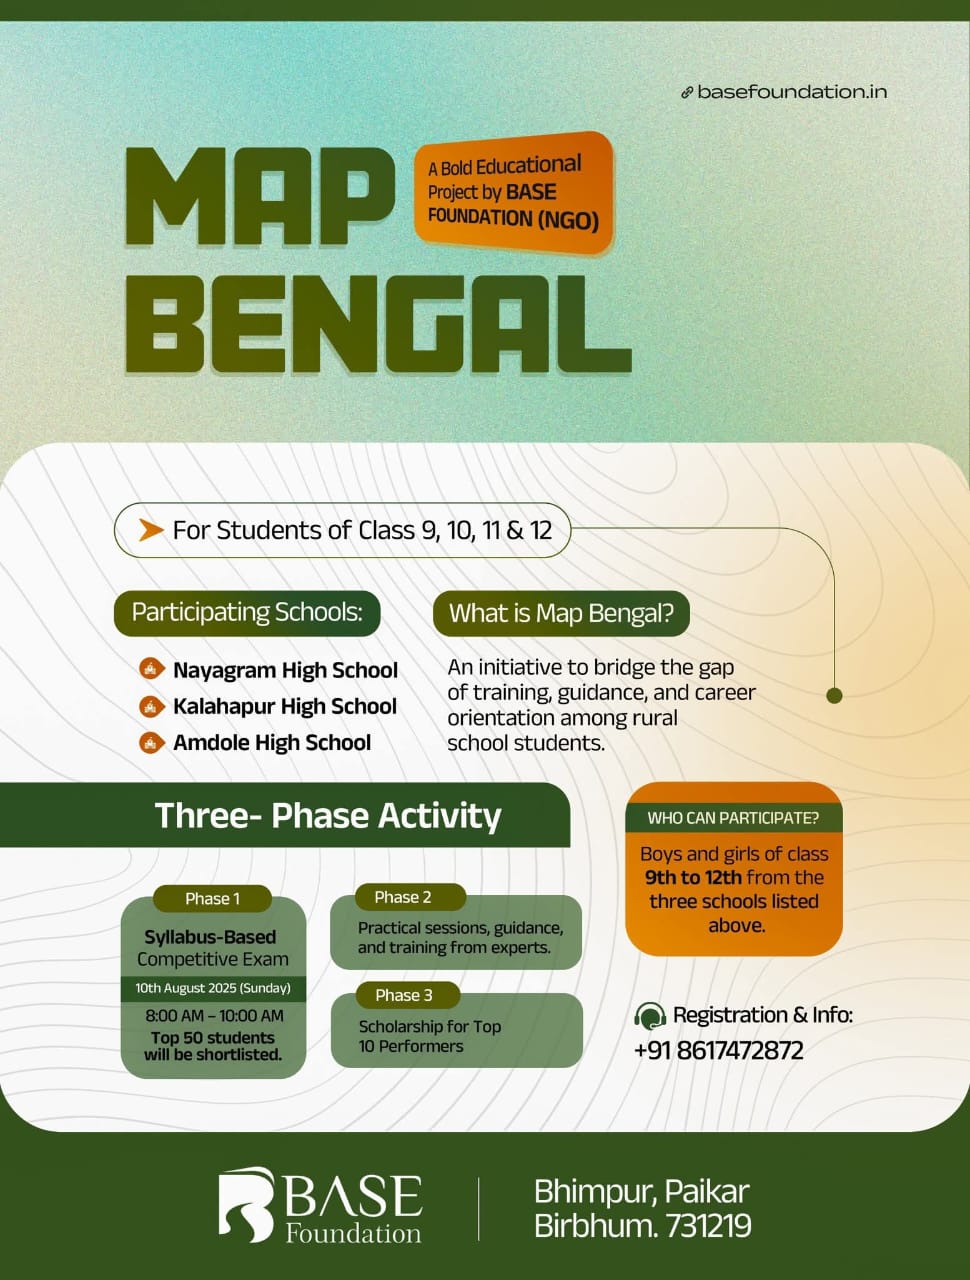 basefoundation.in
MAP
BENGAL
A Bold Educational
Project by BASE
FOUNDATION (NGO)
For Students of Class 9, 10, 11 & 12
Participating Schools:
Nayagram High School
Kalahapur High School
Amdole High School
What is Map Bengal?
An initiative to bridge the gap
of training, guidance, and career
orientation among rural
school students.
Three- Phase Activity
Phase 1
Syllabus-Based
Competitive Exam
10th August 2025 (Sunday)
8:00 AM – 10:00 AM
Top 50 students
will be shortlisted.
Phase 2
Practical sessions, guidance,
and training from experts.
Phase 3
Scholarship for Top
10 Performers
WHO CAN PARTICIPATE?
Boys and girls of class
9th to 12th from the
three schools listed
above.
Registration & Info:
+91 8617472872
BASE
Foundation
Bhimpur, Paikar
Birbhum. 731219